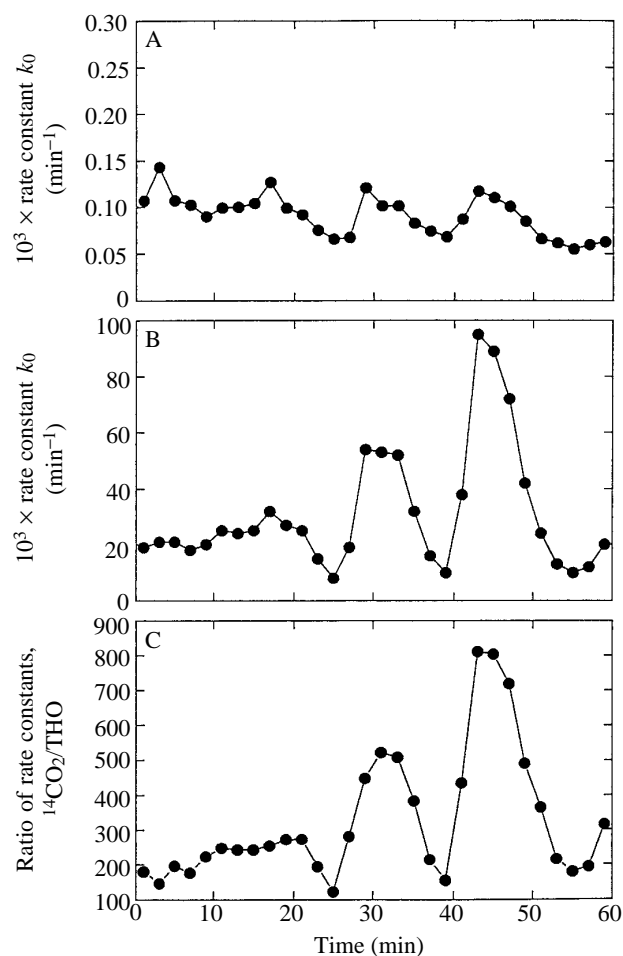 A
0.30
0.25
0.20
0.15
0.10
0.05
0
10³ × rate constant k₀
(min⁻¹)
B
100
80
60
40
20
0
10³ × rate constant k₀
(min⁻¹)
C
900
800
700
600
500
400
300
200
100
Ratio of rate constants,
¹⁴CO₂/THO
0 10 20 30 40 50 60
Time (min)